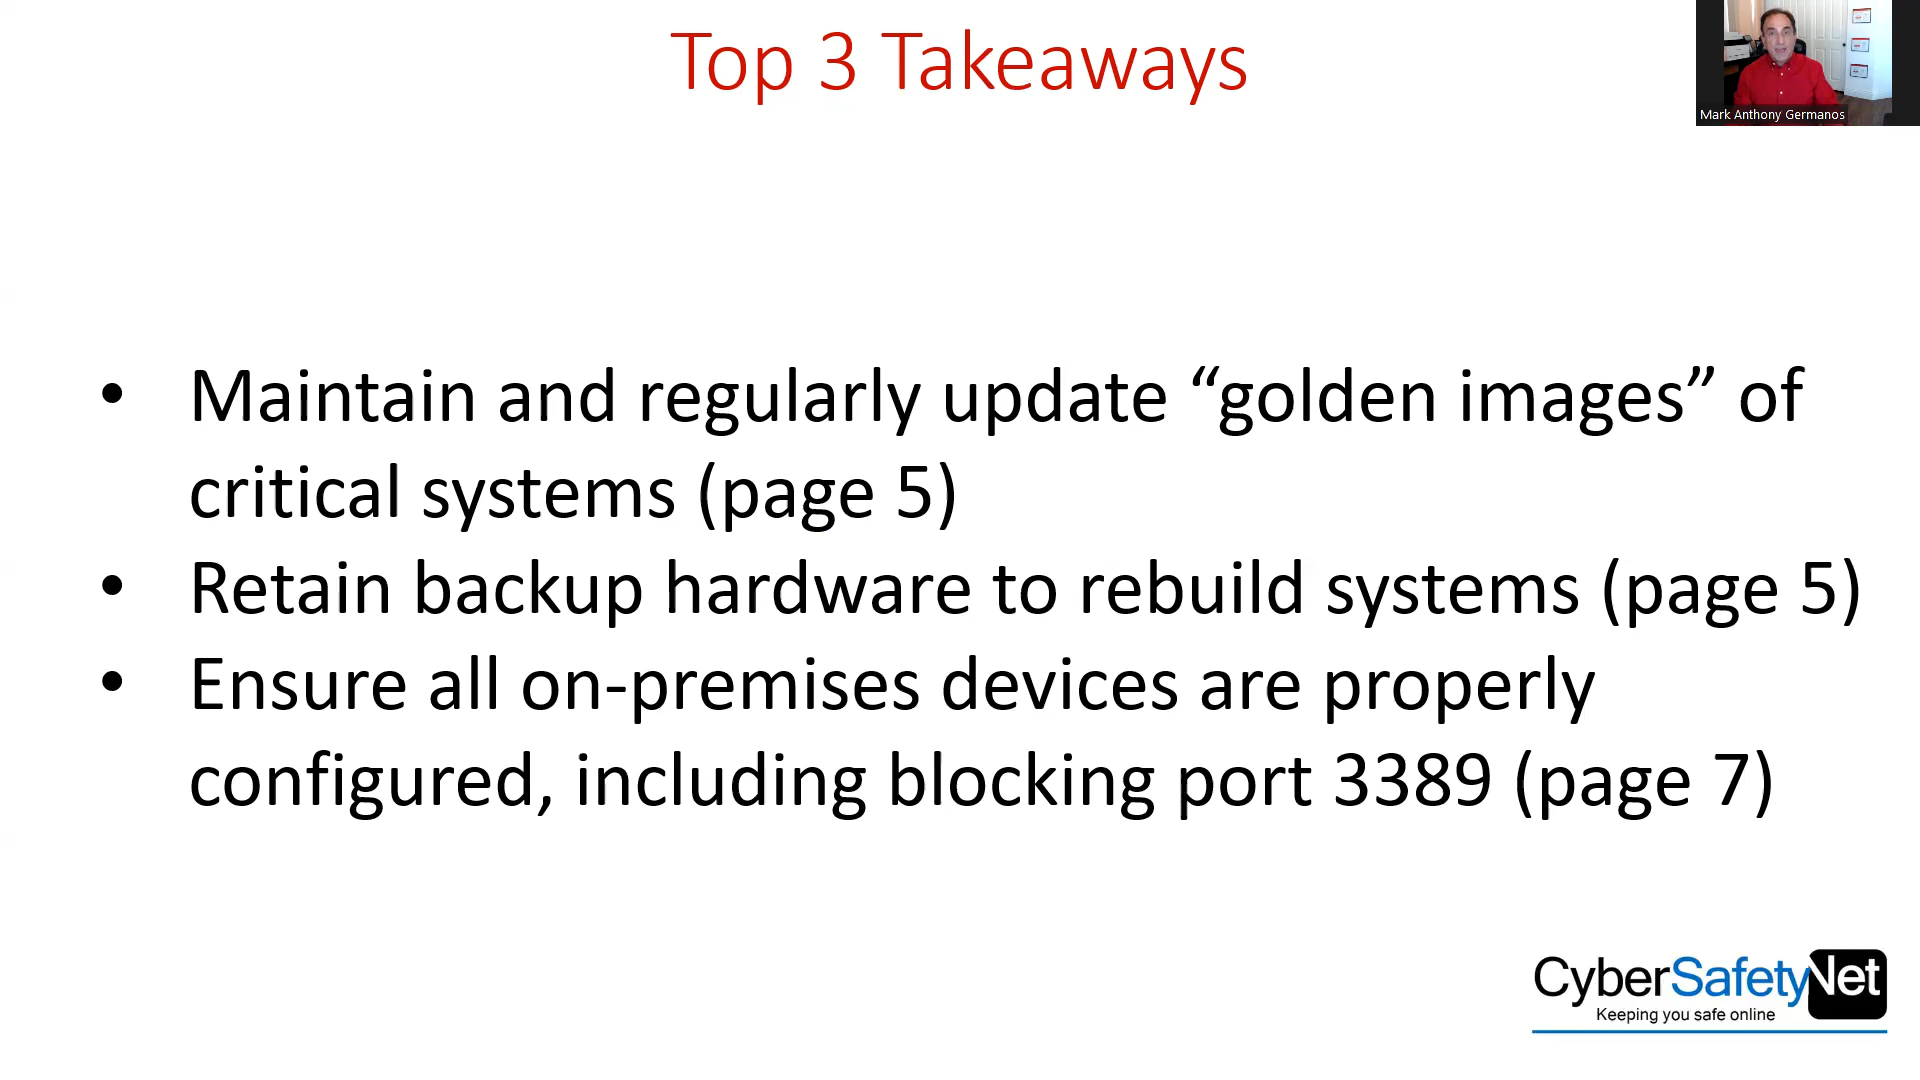 Top 3 Takeaways
Mark Anthony Germanos
• Maintain and regularly update “golden images” of
critical systems (page 5)
• Retain backup hardware to rebuild systems (page 5)
• Ensure all on-premises devices are properly
configured, including blocking port 3389 (page 7)
CyberSafetyNet
Keeping you safe online